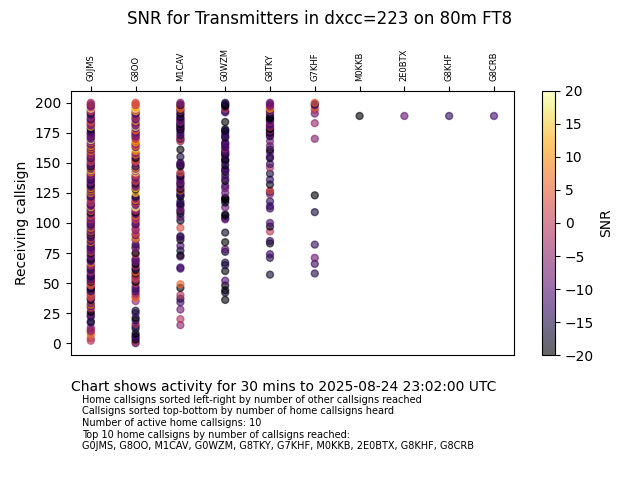 SNR for Transmitters in dxcc=223 on 80m FT8
G0JMS
G8OO
M1CAV
G0WZM
G8TKY
G7KHF
M0KKB
2E0BTX
G8KHF
G8CRB
Receiving callsign
200
175
150
125
100
75
50
25
0
20
15
10
5
0
−5
−10
−15
−20
SNR
Chart shows activity for 30 mins to 2025-08-24 23:02:00 UTC
Home callsigns sorted left-right by number of other callsigns reached
Callsigns sorted top-bottom by number of home callsigns heard
Number of active home callsigns: 10
Top 10 home callsigns by number of callsigns reached:
G0JMS, G8OO, M1CAV, G0WZM, G8TKY, G7KHF, M0KKB, 2E0BTX, G8KHF, G8CRB